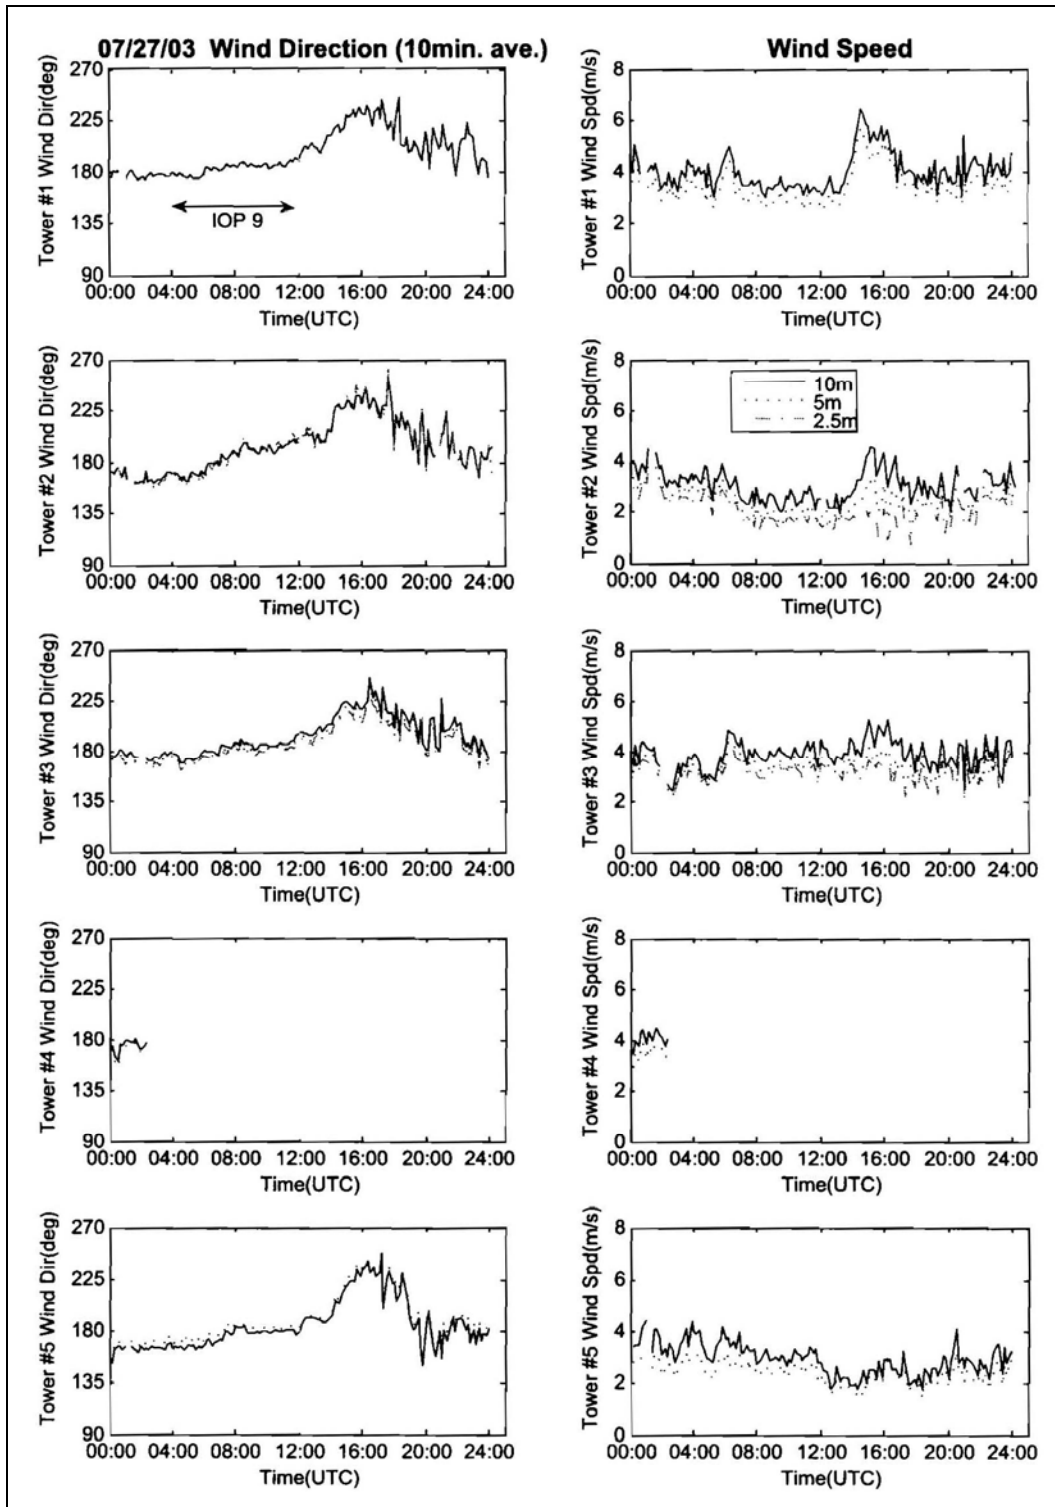 07/27/03 Wind Direction (10min. ave.)
Wind Speed
Tower #1 Wind Dir(deg)
270
225
180
135
90
IOP 9
00:00 04:00 08:00 12:00 16:00 20:00 24:00
Time(UTC)
Tower #1 Wind Spd(m/s)
8
6
4
2
0
00:00 04:00 08:00 12:00 16:00 20:00 24:00
Time(UTC)
Tower #2 Wind Dir(deg)
270
225
180
135
90
00:00 04:00 08:00 12:00 16:00 20:00 24:00
Time(UTC)
Tower #2 Wind Spd(m/s)
8
6
4
2
0
10m
5m
2.5m
00:00 04:00 08:00 12:00 16:00 20:00 24:00
Time(UTC)
Tower #3 Wind Dir(deg)
270
225
180
135
90
00:00 04:00 08:00 12:00 16:00 20:00 24:00
Time(UTC)
Tower #3 Wind Spd(m/s)
8
6
4
2
0
00:00 04:00 08:00 12:00 16:00 20:00 24:00
Time(UTC)
Tower #4 Wind Dir(deg)
270
225
180
135
90
00:00 04:00 08:00 12:00 16:00 20:00 24:00
Time(UTC)
Tower #4 Wind Spd(m/s)
8
6
4
2
0
00:00 04:00 08:00 12:00 16:00 20:00 24:00
Time(UTC)
Tower #5 Wind Dir(deg)
270
225
180
135
90
00:00 04:00 08:00 12:00 16:00 20:00 24:00
Time(UTC)
Tower #5 Wind Spd(m/s)
8
6
4
2
0
00:00 04:00 08:00 12:00 16:00 20:00 24:00
Time(UTC)